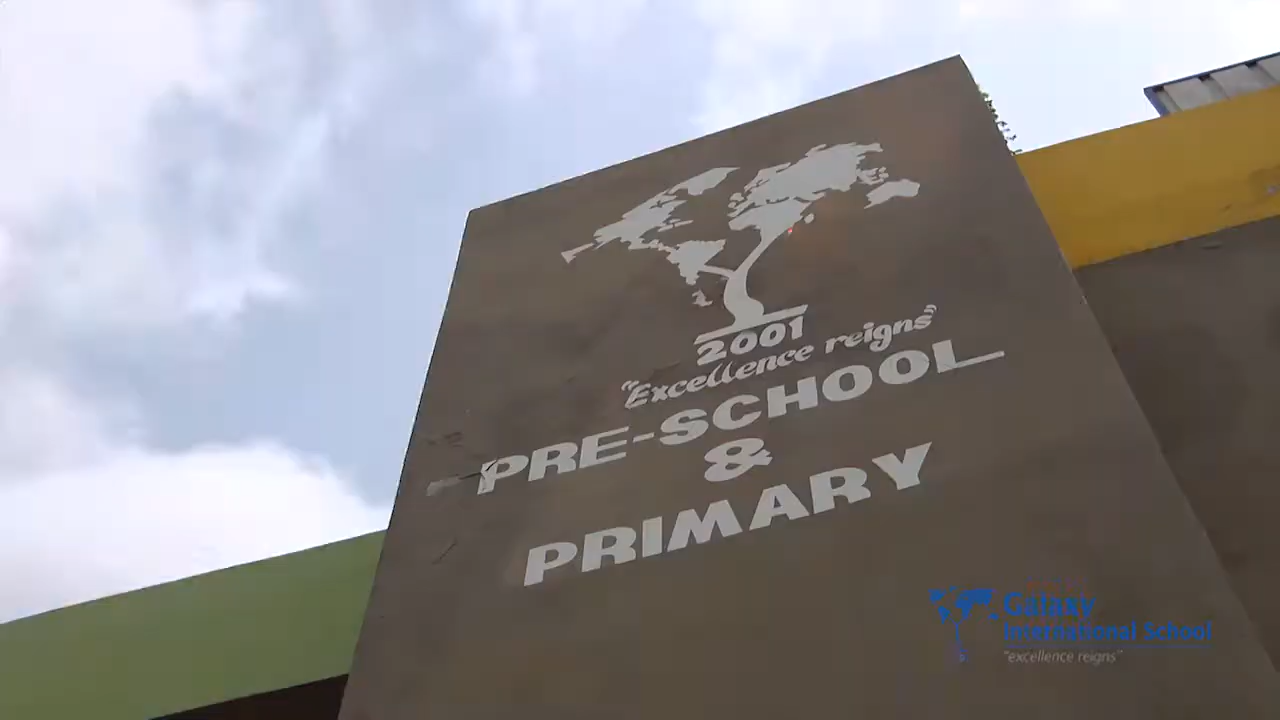 2001
"Excellence reigns"
PRE-SCHOOL
&
PRIMARY
Galaxy
International School
"excellence reigns"